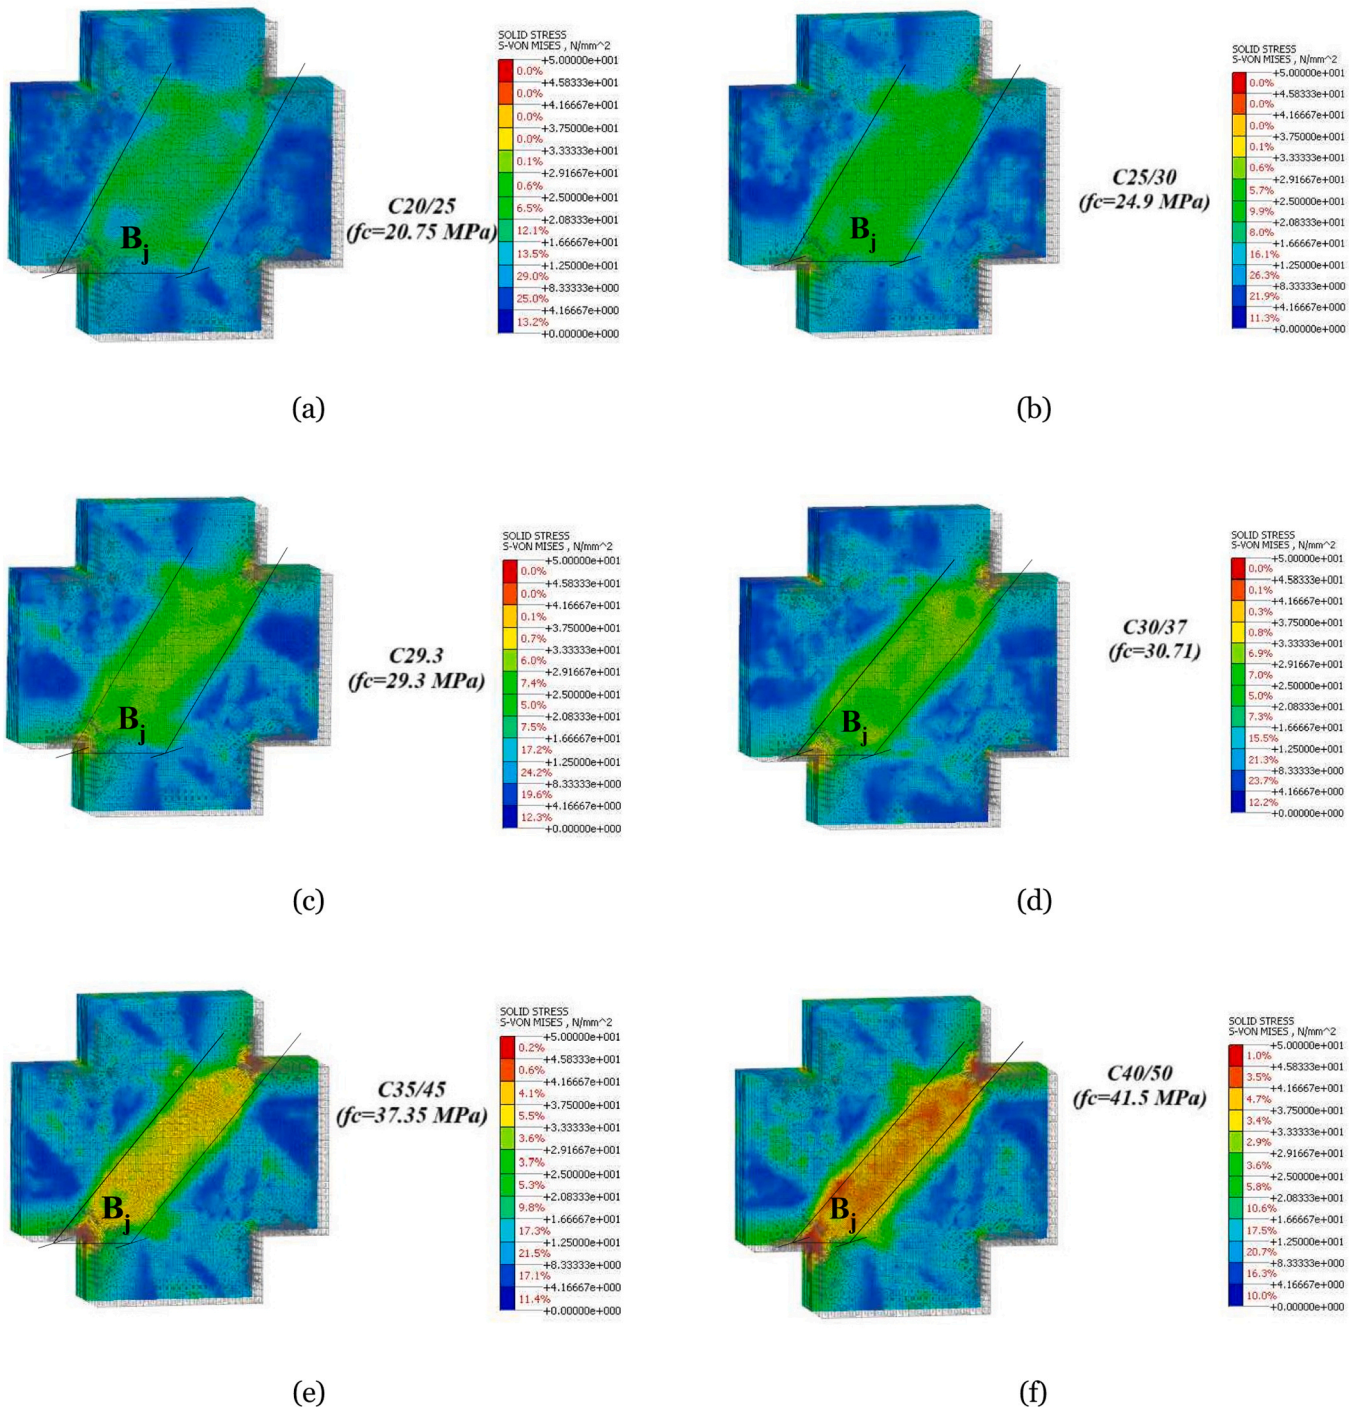 SOLID STRESS
S-VON MISES , N/mm^2
+5.00000e+001
0.0%
+4.58333e+001
0.0%
+4.16667e+001
0.0%
+3.75000e+001
0.0%
+3.33333e+001
0.1%
+2.91667e+001
0.6%
+2.50000e+001
6.5%
+2.08333e+001
12.1%
+1.66667e+001
13.5%
+1.25000e+001
29.0%
+8.33333e+000
25.0%
+4.16667e+000
13.2%
+0.00000e+000
C20/25
(fc=20.75 MPa)
Bj
(a)
SOLID STRESS
S-VON MISES , N/mm^2
+5.00000e+001
0.0%
+4.58333e+001
0.0%
+4.16667e+001
0.0%
+3.75000e+001
0.1%
+3.33333e+001
0.6%
+2.91667e+001
5.7%
+2.50000e+001
9.9%
+2.08333e+001
8.0%
+1.66667e+001
16.1%
+1.25000e+001
26.3%
+8.33333e+000
21.9%
+4.16667e+000
11.3%
+0.00000e+000
C25/30
(fc=24.9 MPa)
Bj
(b)
SOLID STRESS
S-VON MISES , N/mm^2
+5.00000e+001
0.0%
+4.58333e+001
0.0%
+4.16667e+001
0.1%
+3.75000e+001
0.7%
+3.33333e+001
6.0%
+2.91667e+001
7.4%
+2.50000e+001
5.0%
+2.08333e+001
7.5%
+1.66667e+001
17.2%
+1.25000e+001
24.2%
+8.33333e+000
19.6%
+4.16667e+000
12.3%
+0.00000e+000
C29.3
(fc=29.3 MPa)
Bj
(c)
SOLID STRESS
S-VON MISES , N/mm^2
+5.00000e+001
0.0%
+4.58333e+001
0.1%
+4.16667e+001
0.3%
+3.75000e+001
0.8%
+3.33333e+001
6.9%
+2.91667e+001
7.0%
+2.50000e+001
5.0%
+2.08333e+001
7.3%
+1.66667e+001
15.5%
+1.25000e+001
21.3%
+8.33333e+000
23.7%
+4.16667e+000
12.2%
+0.00000e+000
C30/37
(fc=30.71)
Bj
(d)
SOLID STRESS
S-VON MISES , N/mm^2
+5.00000e+001
0.2%
+4.58333e+001
0.6%
+4.16667e+001
4.1%
+3.75000e+001
5.5%
+3.33333e+001
3.6%
+2.91667e+001
3.7%
+2.50000e+001
5.3%
+2.08333e+001
9.8%
+1.66667e+001
17.3%
+1.25000e+001
21.5%
+8.33333e+000
17.1%
+4.16667e+000
11.4%
+0.00000e+000
C35/45
(fc=37.35 MPa)
Bj
(e)
SOLID STRESS
S-VON MISES , N/mm^2
+5.00000e+001
1.0%
+4.58333e+001
3.5%
+4.16667e+001
4.7%
+3.75000e+001
3.4%
+3.33333e+001
2.9%
+2.91667e+001
3.6%
+2.50000e+001
5.8%
+2.08333e+001
10.6%
+1.66667e+001
17.5%
+1.25000e+001
20.7%
+8.33333e+000
16.3%
+4.16667e+000
10.0%
+0.00000e+000
C40/50
(fc=41.5 MPa)
Bj
(f)